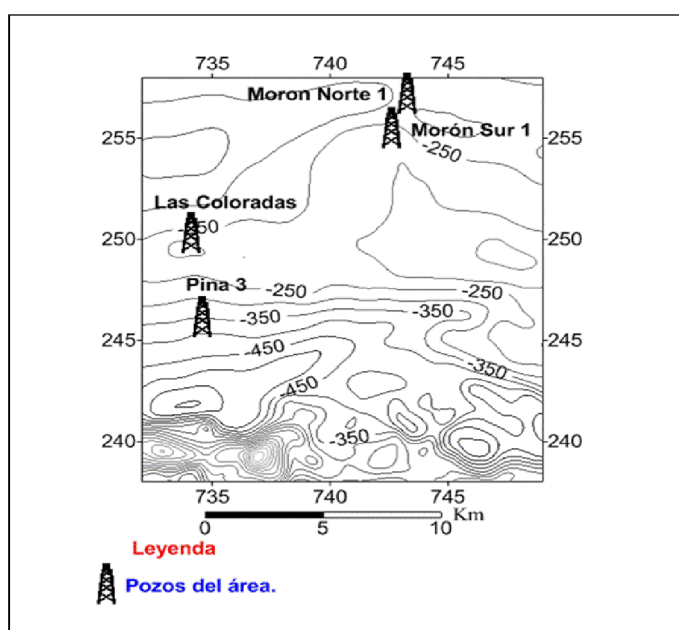 735 740 745
Moron Norte 1
Morón Sur 1
255 255
-250
Las Coloradas
250 250
Pina 3
-250 -250
-350 -350
245 245
-450
-350
-450
-350
240 240
735 740 745
0 5 10 Km
Leyenda
Pozos del área.